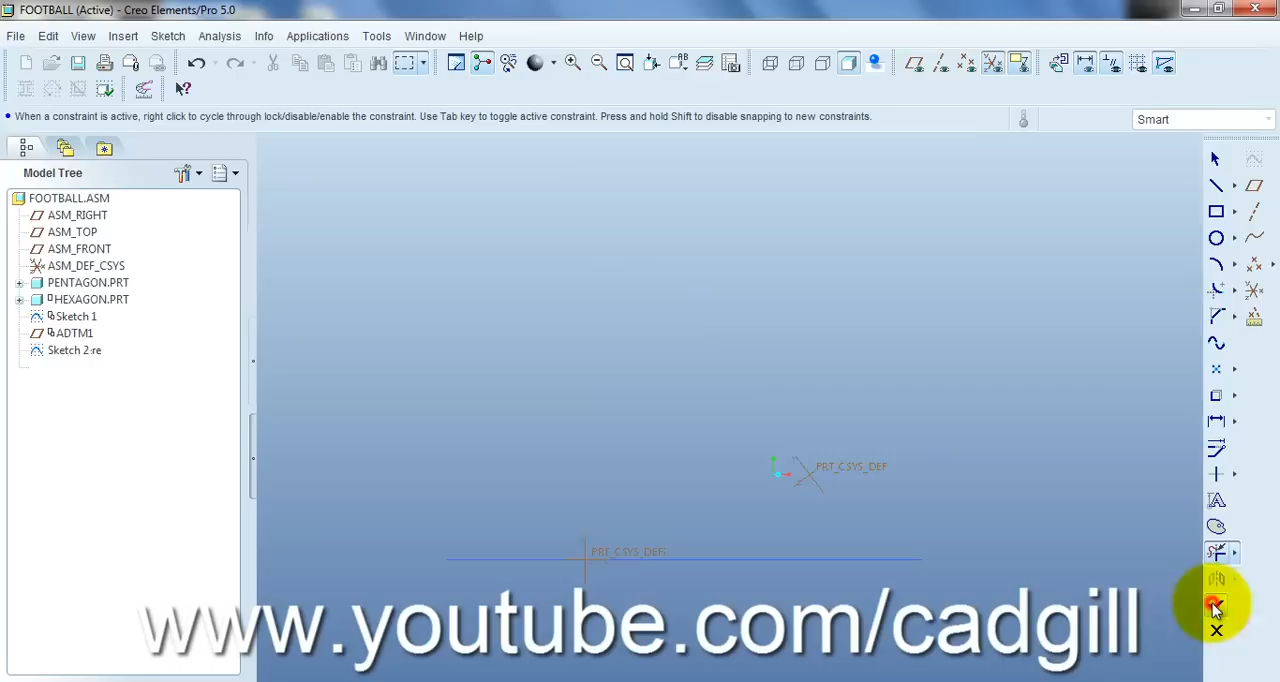 FOOTBALL (Active) - Creo Elements/Pro 5.0
File Edit View Insert Sketch Analysis Info Applications Tools Window Help
When a constraint is active, right click to cycle through lock/disable/enable the constraint. Use Tab key to toggle active constraint. Press and hold Shift to disable snapping to new constraints.
Smart
Model Tree
FOOTBALL.ASM
ASM_RIGHT
ASM_TOP
ASM_FRONT
ASM_DEF_CSYS
PENTAGON.PRT
HEXAGON.PRT
Sketch 1
ADTM1
Sketch 2:re
PRT_CSYS_DEF
PRT_CSYS_DEF
www.youtube.com/cadgill